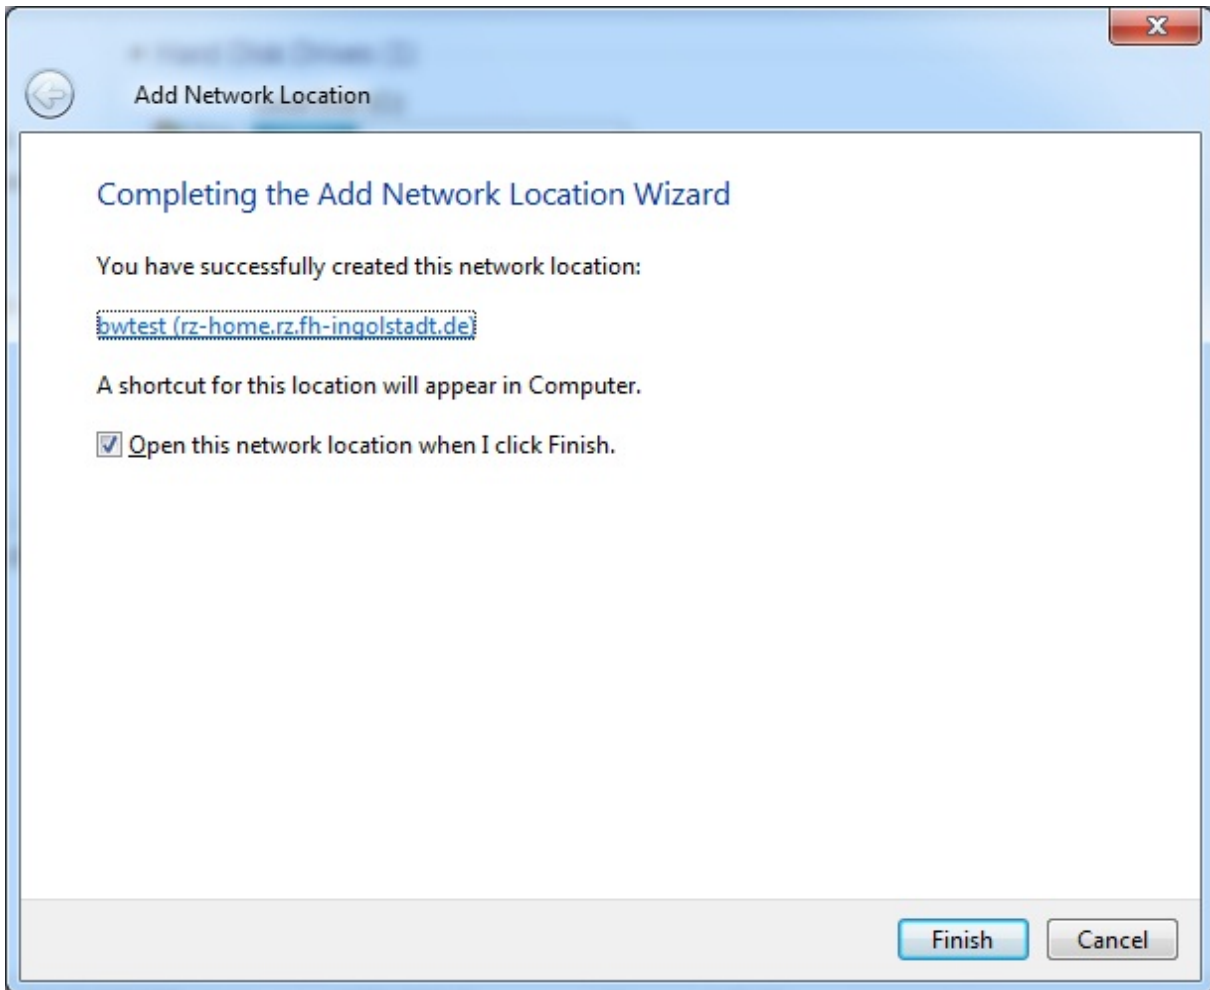 Add Network Location
Completing the Add Network Location Wizard
You have successfully created this network location:
bwtest (rz-home.rz.fh-ingolstadt.de)
A shortcut for this location will appear in Computer.
Open this network location when I click Finish.
Finish
Cancel